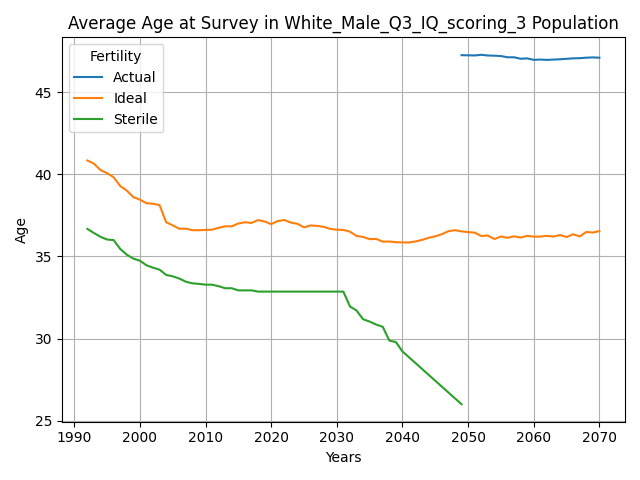 Average Age at Survey in White_Male_Q3_IQ_scoring_3 Population
Fertility
Actual
Ideal
Sterile
Age
45
40
35
30
25
1990 2000 2010 2020 2030 2040 2050 2060 2070
Years